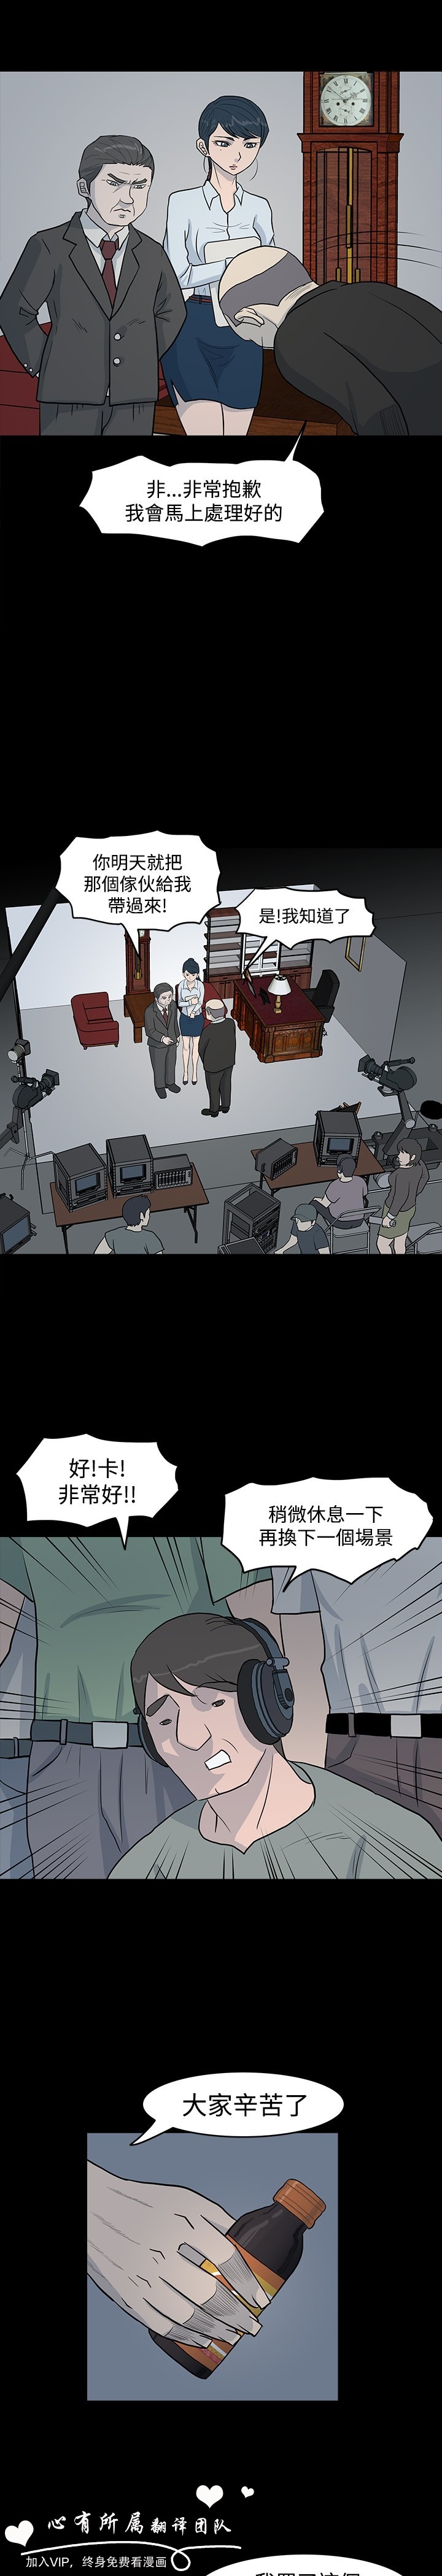 非...非常抱歉
我會馬上處理好的
你明天就把
那個傢伙給我
帶過來!
是!我知道了
好!卡!
非常好!!
稍微休息一下
再換下一個場景
大家辛苦了
心有所属翻译团队
加入VIP，终身免费看漫画